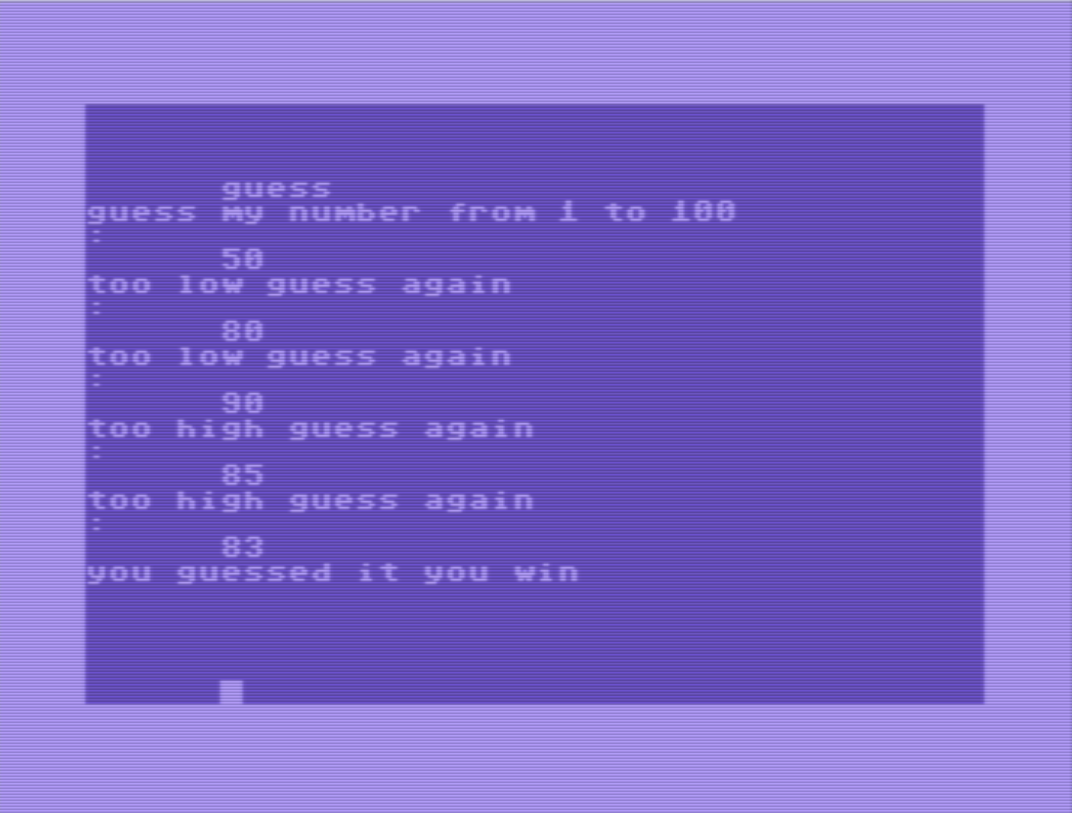 guess
guess my number from 1 to 100
:
50
too low guess again
:
80
too low guess again
:
90
too high guess again
:
85
too high guess again
:
83
you guessed it you win